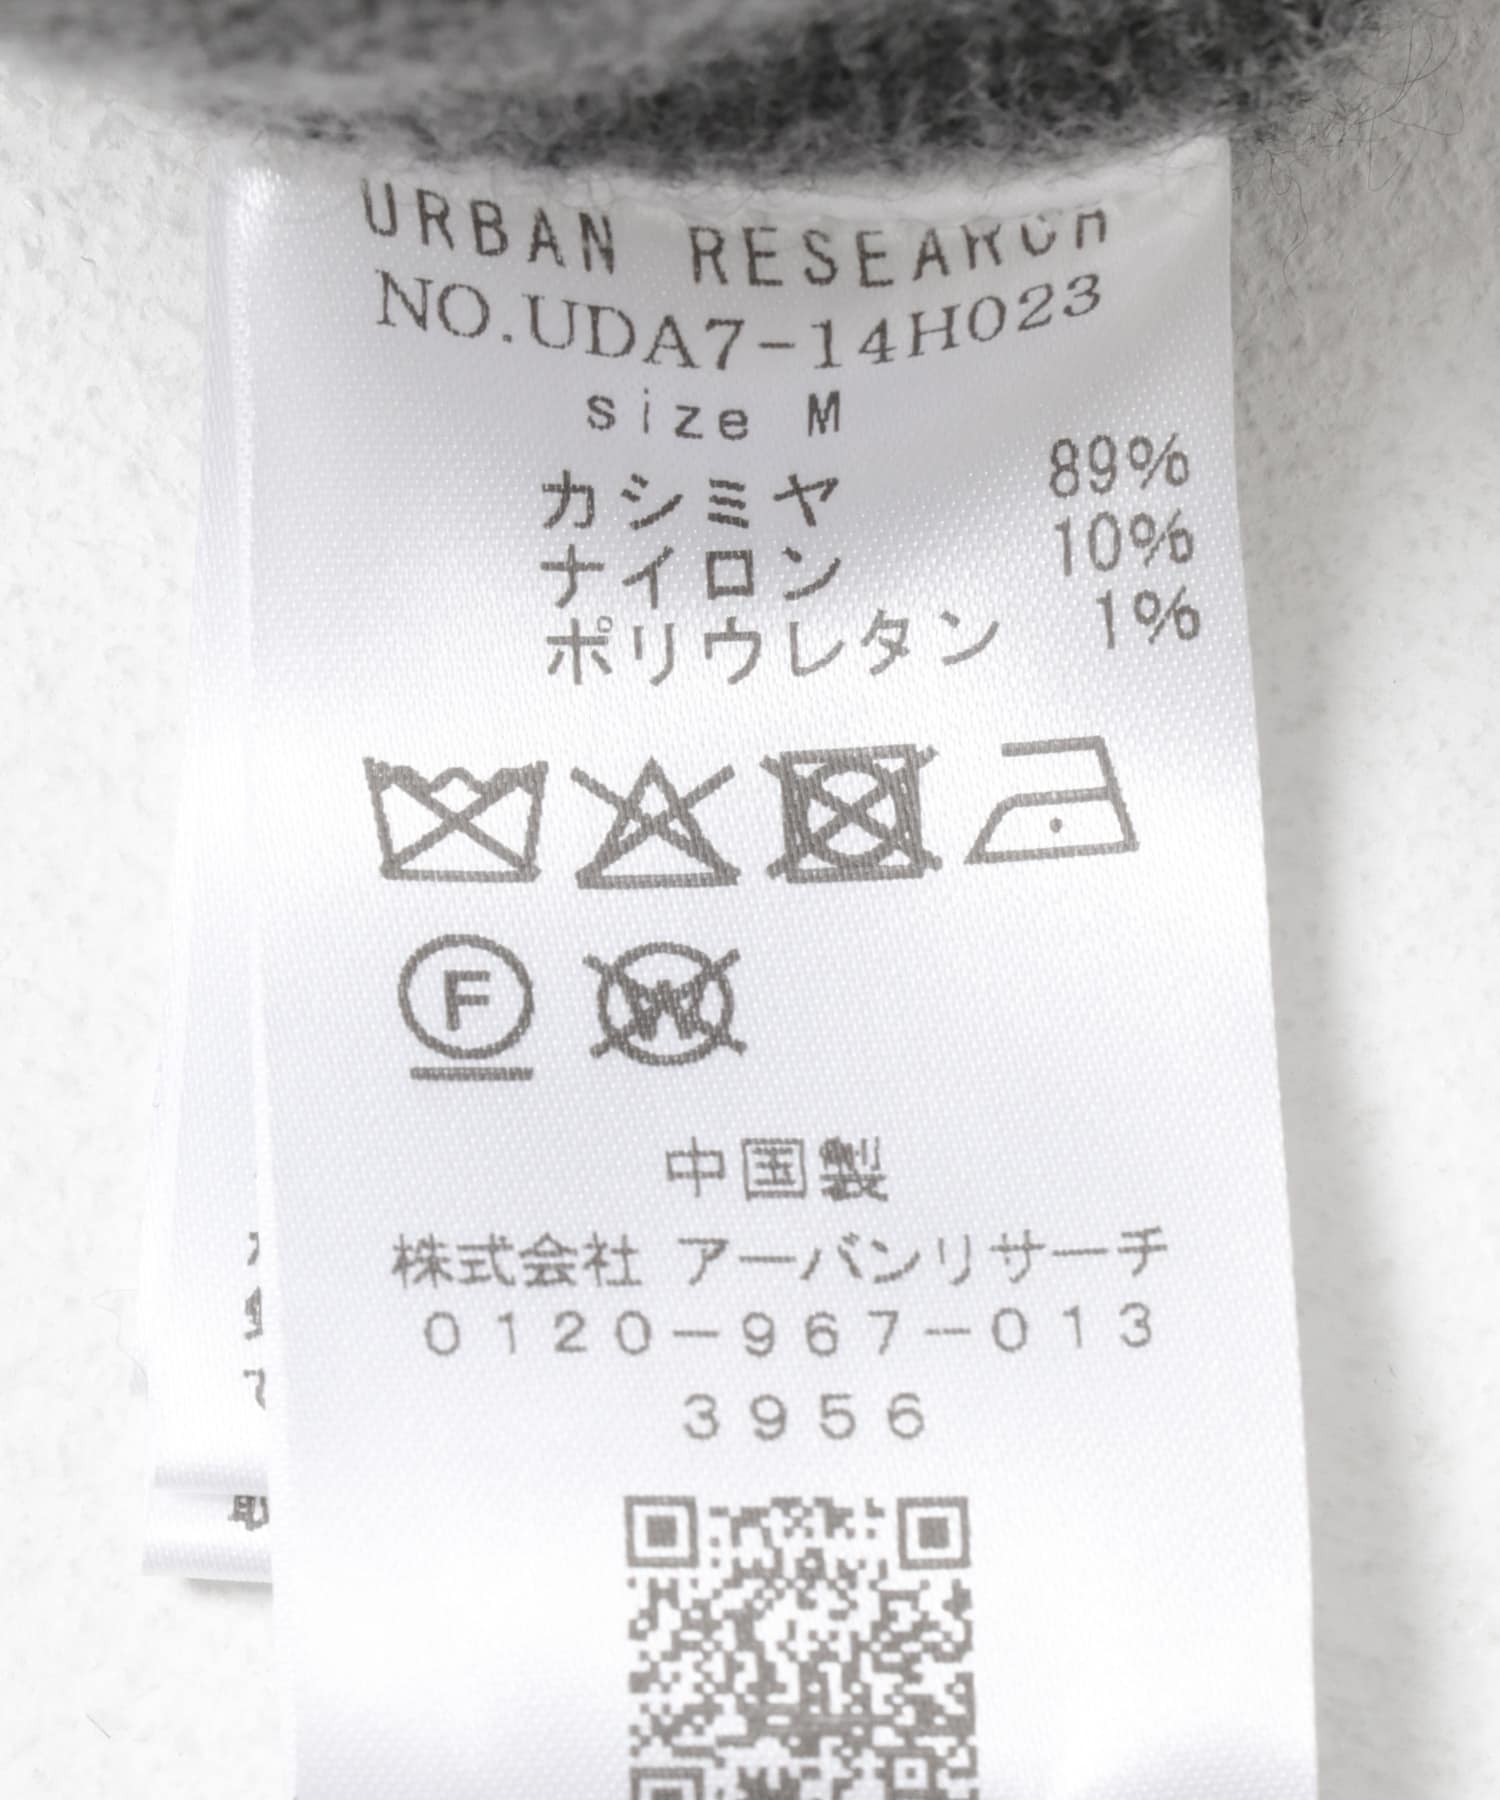 URBAN RESEARCH
NO.UDA7-14H023
size M
カシミヤ 89%
ナイロン 10%
ポリウレタン 1%
F
W
中国製
株式会社 アーバンリサーチ
0120-967-013
3956